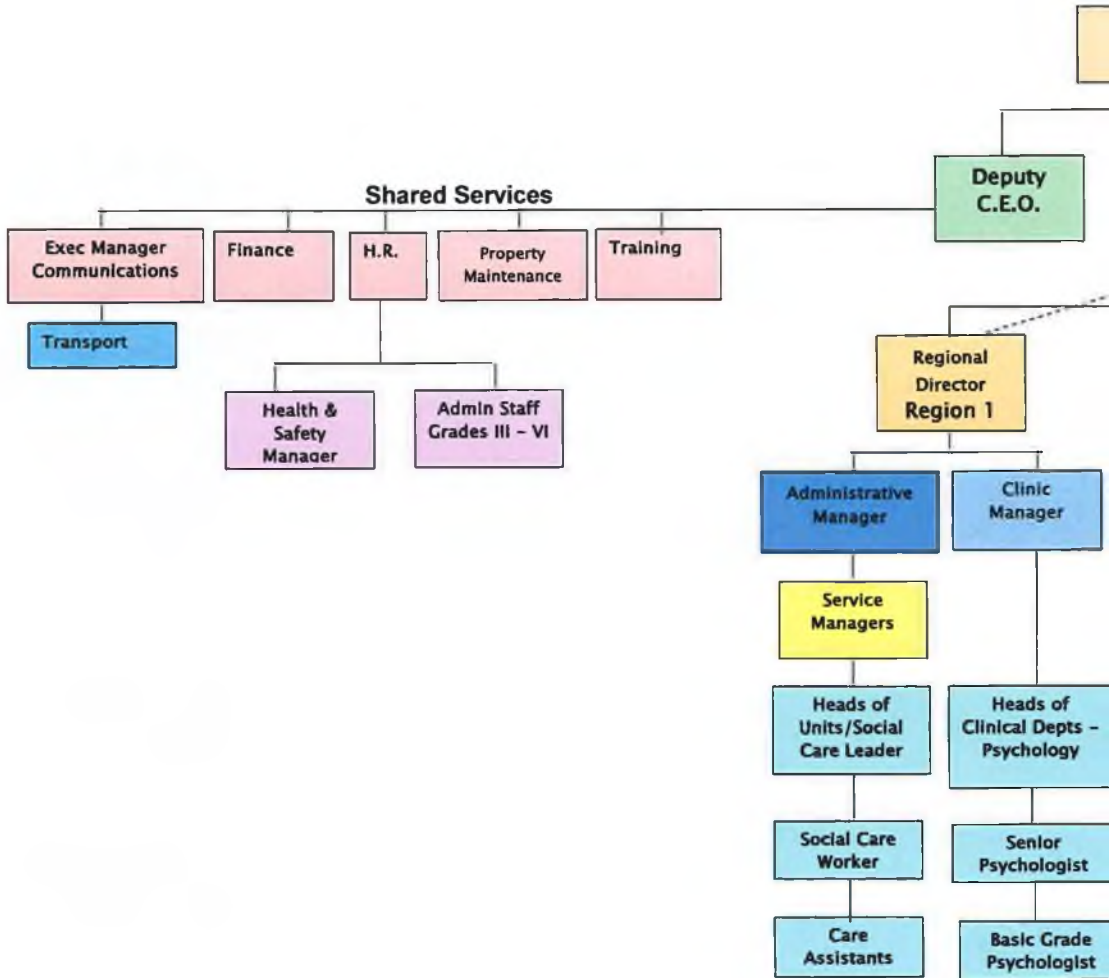 Deputy
C.E.O.
Shared Services
Exec Manager
Communications
Finance
H.R.
Property
Maintenance
Training
Transport
Health &
Safety
Manager
Admin Staff
Grades III – VI
Regional
Director
Region 1
Administrative
Manager
Clinic
Manager
Service
Managers
Heads of
Units/Social
Care Leader
Heads of
Clinical Depts –
Psychology
Social Care
Worker
Senior
Psychologist
Care
Assistants
Basic Grade
Psychologist